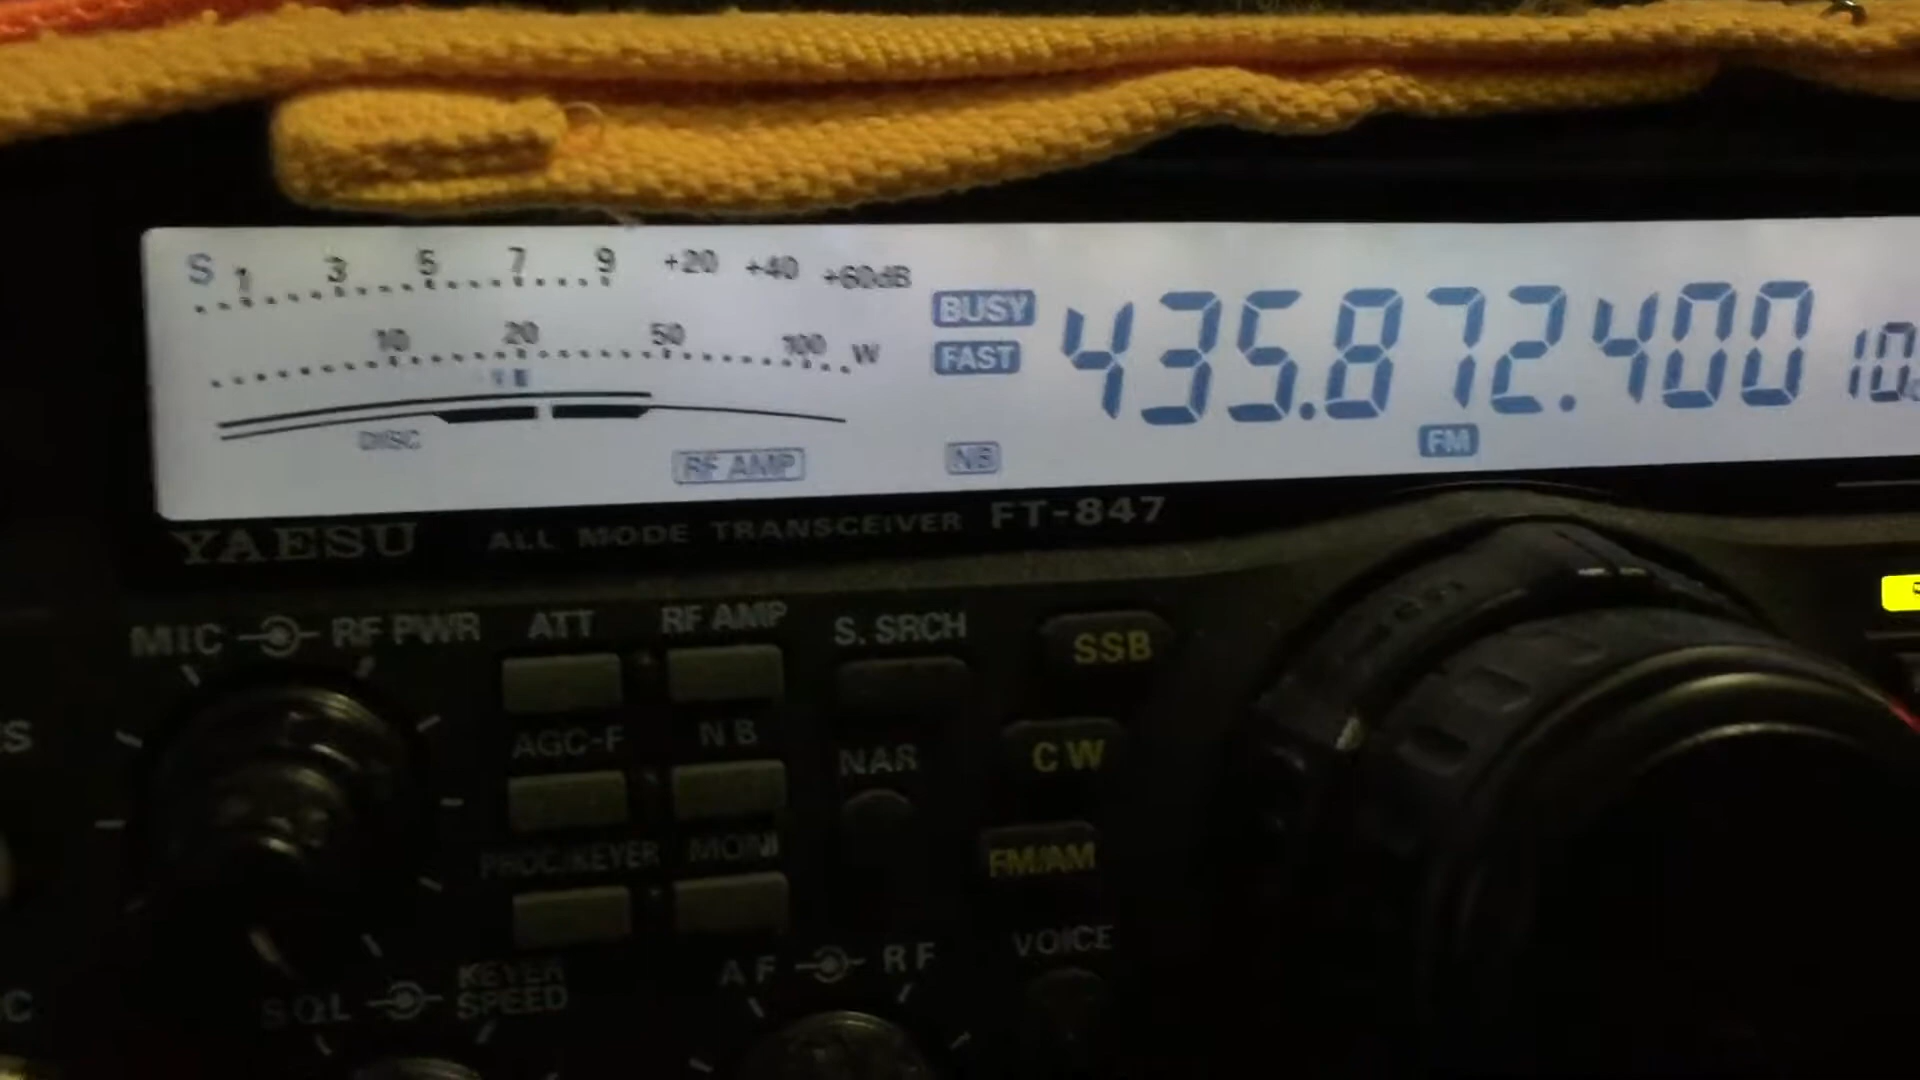 S 1 3 5 7 9 +20 +40 +60dB
10 20 50 100 W
DISC
RF AMP
BUSY
FAST
NB
435.872.400
FM
YAESU ALL MODE TRANSCEIVER FT-847
MIC RF PWR
ATT RF AMP
S. SRCH
SSB
AGC-F NB
NAR
CW
PROC/KEYER MONI
FM/AM
VOICE
SQL KEYER SPEED
AF RF